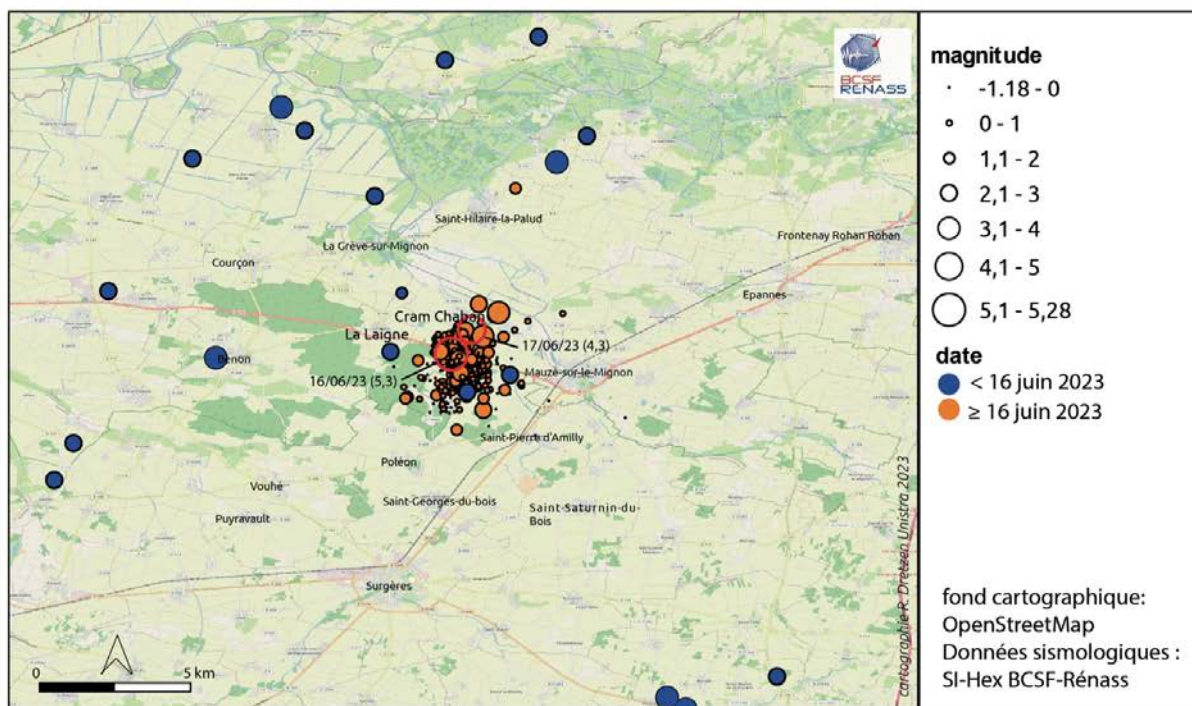 BCSF
RENASS
Saint-Hilaire-la-Palud
La Grève-sur-Mignon
Frontenay Rohan Rohan
Courçon
Epannes
Cram Chaban
La Laigne
17/06/23 (4,3)
Benon
Mauzé-sur-le-Mignon
16/06/23 (5,3)
Saint-Pierre d'Amilly
Poléon
Vouhé
Saint-Georges-du-bois
Saint-Saturnin-du-
Bois
Puyravault
Surgères
0
5 km
cartographie R. Dretzen Unistra 2023
magnitude
-1.18 - 0
0 - 1
1,1 - 2
2,1 - 3
3,1 - 4
4,1 - 5
5,1 - 5,28
date
< 16 juin 2023
≥ 16 juin 2023
fond cartographique:
OpenStreetMap
Données sismologiques :
SI-Hex BCSF-Rénass